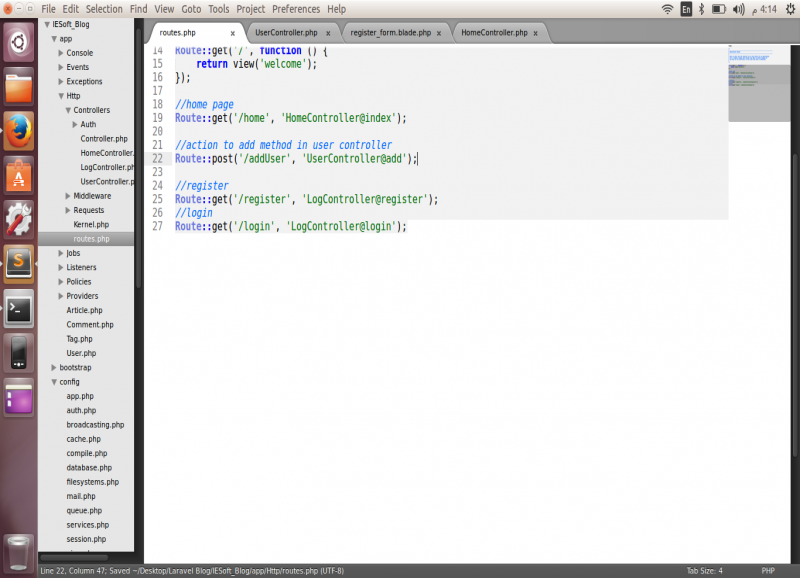 File Edit Selection Find View Goto Tools Project Preferences Help
En
4:14 م
IESoft_Blog
app
Console
Events
Exceptions
Http
Controllers
Auth
Controller.php
HomeController.
LogController.ph
UserController.p
Middleware
Requests
Kernel.php
routes.php
Jobs
Listeners
Policies
Providers
Article.php
Comment.php
Tag.php
User.php
bootstrap
config
app.php
auth.php
broadcasting.php
cache.php
compile.php
database.php
filesystems.php
mail.php
queue.php
services.php
session.php
routes.php x UserController.php x register_form.blade.php x HomeController.php x
14 Route::get('/', function () {
15 return view('welcome');
16 });
17
18 //home page
19 Route::get('/home', 'HomeController@index');
20
21 //action to add method in user controller
22 Route::post('/addUser', 'UserController@add');
23
24 //register
25 Route::get('/register', 'LogController@register');
26 //login
27 Route::get('/login', 'LogController@login');
Line 22, Column 47; Saved ~/Desktop/Laravel Blog/IESoft_Blog/app/Http/routes.php (UTF-8)
Tab Size: 4
PHP